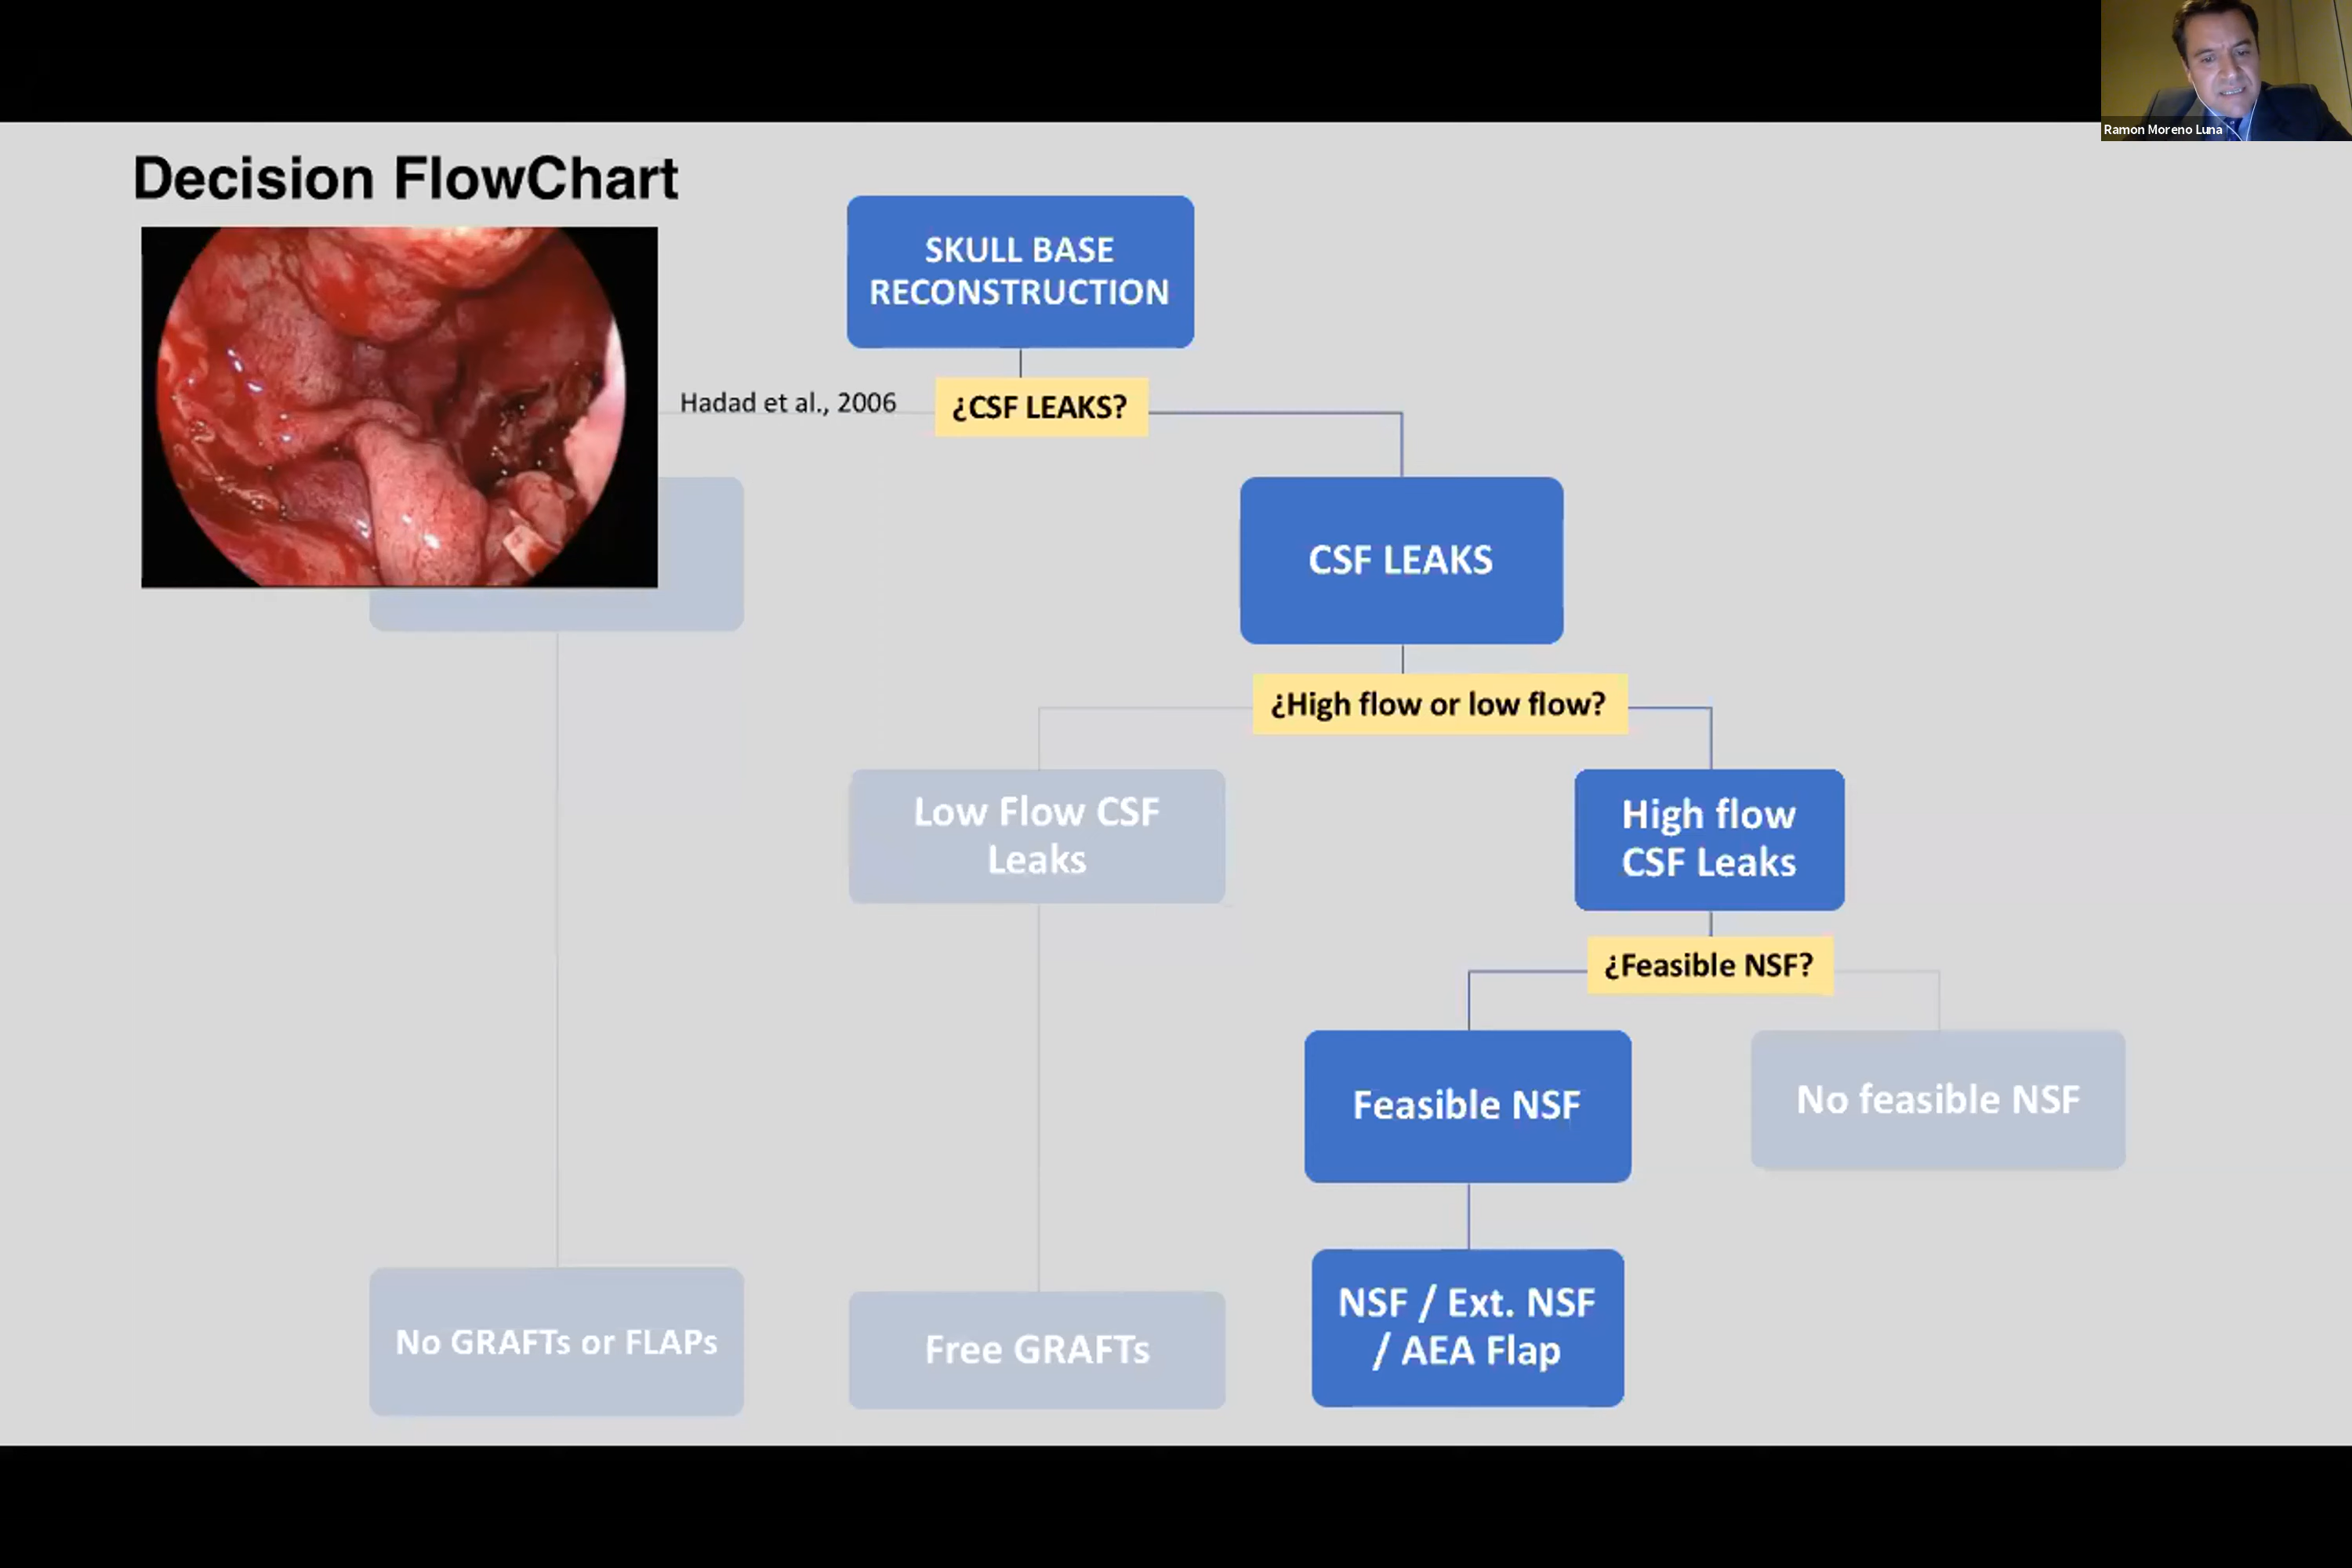 Ramon Moreno Luna
Decision FlowChart
SKULL BASE
RECONSTRUCTION
Hadad et al., 2006
¿CSF LEAKS?
CSF LEAKS
¿High flow or low flow?
Low Flow CSF
Leaks
High flow
CSF Leaks
¿Feasible NSF?
Feasible NSF
No feasible NSF
No GRAFTs or FLAPs
Free GRAFTs
NSF / Ext. NSF
/ AEA Flap